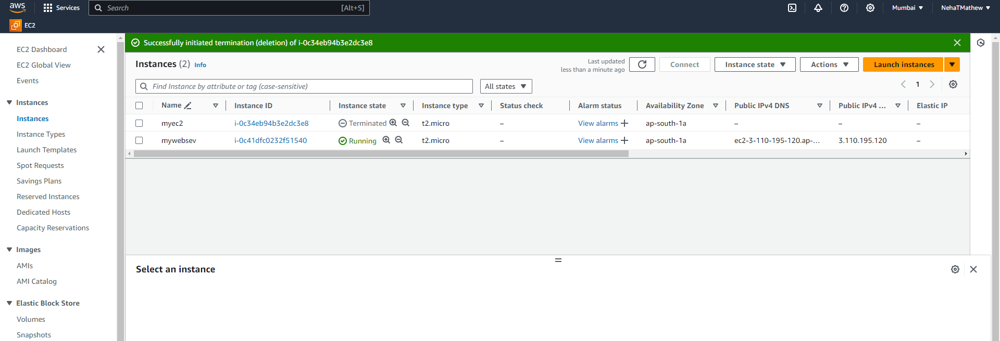 aws Services Search [Alt+S] Mumbai NehaTMathew
EC2
EC2 Dashboard
EC2 Global View
Events
Instances
Instances
Instance Types
Launch Templates
Spot Requests
Savings Plans
Reserved Instances
Dedicated Hosts
Capacity Reservations
Images
AMIs
AMI Catalog
Elastic Block Store
Volumes
Snapshots
Successfully initiated termination (deletion) of i-0c34eb94b3e2dc3e8
Instances (2) Info
Last updated
less than a minute ago
Connect Instance state Actions Launch instances
Find Instance by attribute or tag (case-sensitive) All states 1
Name Instance ID Instance state Instance type Status check Alarm status Availability Zone Public IPv4 DNS Public IPv4 ... Elastic IP
myec2 i-0c34eb94b3e2dc3e8 Terminated t2.micro – View alarms ap-south-1a – – –
mywebsev i-0c41dfc0232f51540 Running t2.micro – View alarms ap-south-1a ec2-3-110-195-120.ap-... 3.110.195.120 –
Select an instance